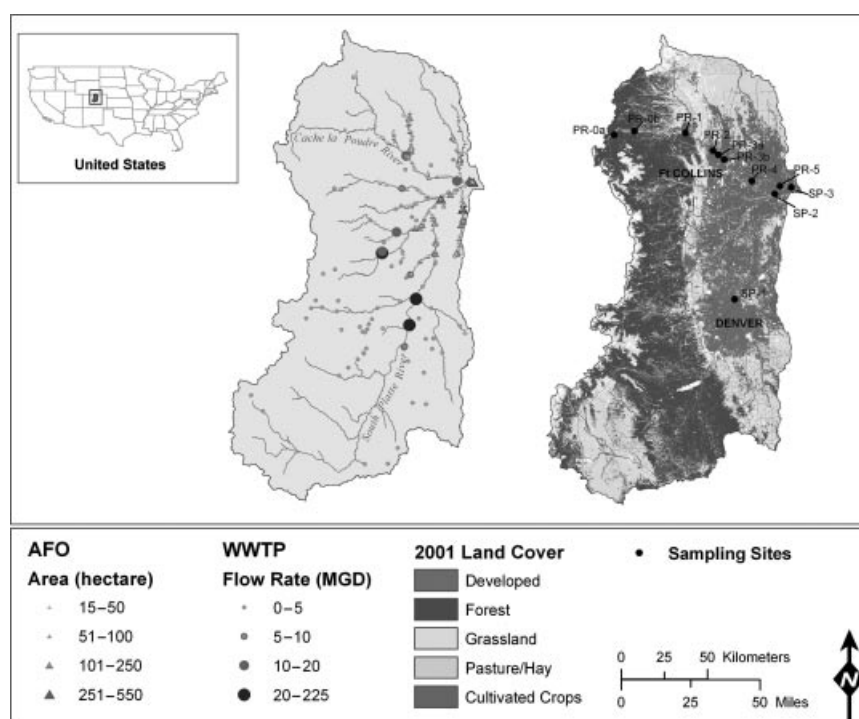 United States
Cache la Poudre River
South Platte River
PR-0a
PR-0b
PR-1
PR-2
PR-3a
PR-3b
FT COLLINS
PR-4
PR-5
SP-3
SP-2
SP-1
DENVER
AFO
Area (hectare)
15–50
51–100
101–250
251–550
WWTP
Flow Rate (MGD)
0–5
5–10
10–20
20–225
2001 Land Cover
Developed
Forest
Grassland
Pasture/Hay
Cultivated Crops
Sampling Sites
0 25 50 Kilometers
0 25 50 Miles
N